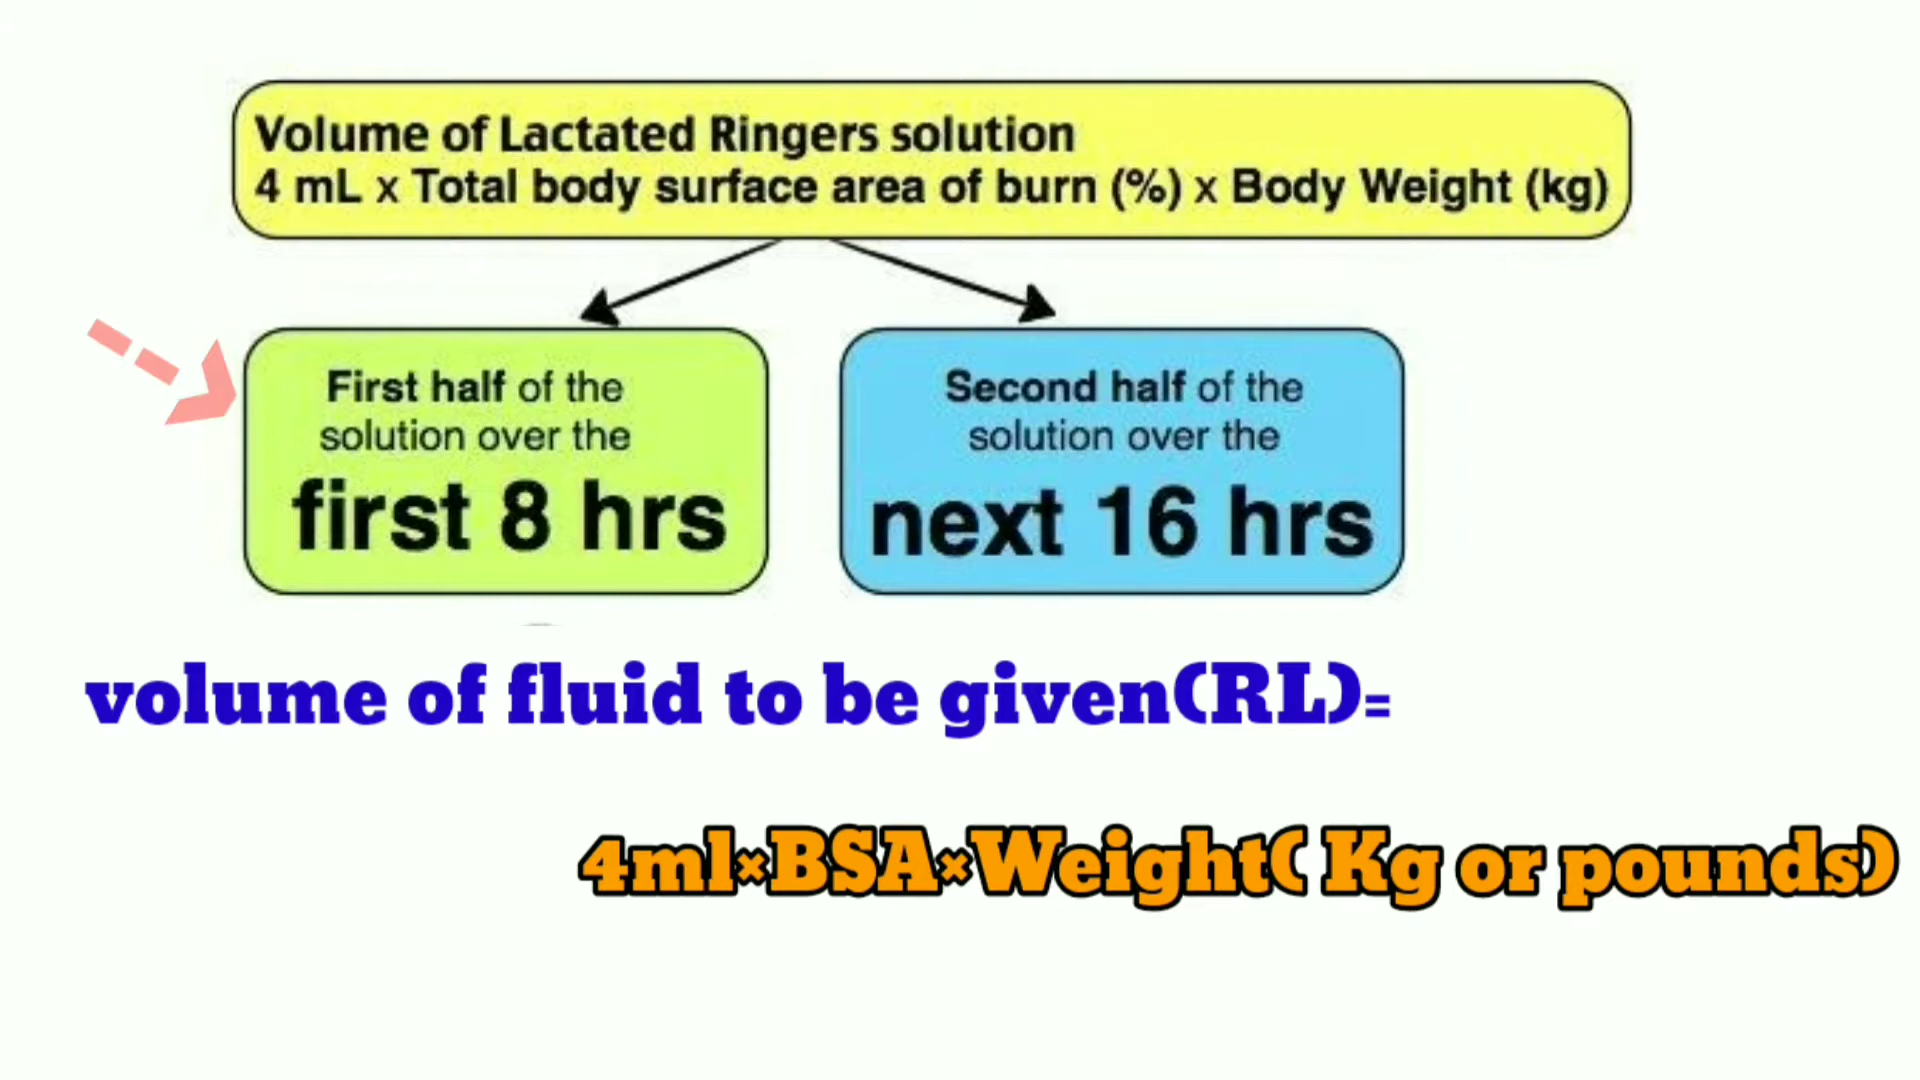 Volume of Lactated Ringers solution
4 mL x Total body surface area of burn (%) x Body Weight (kg)
First half of the
solution over the
first 8 hrs
Second half of the
solution over the
next 16 hrs
volume of fluid to be given(RL)=
4ml×BSA×Weight( Kg or pounds)